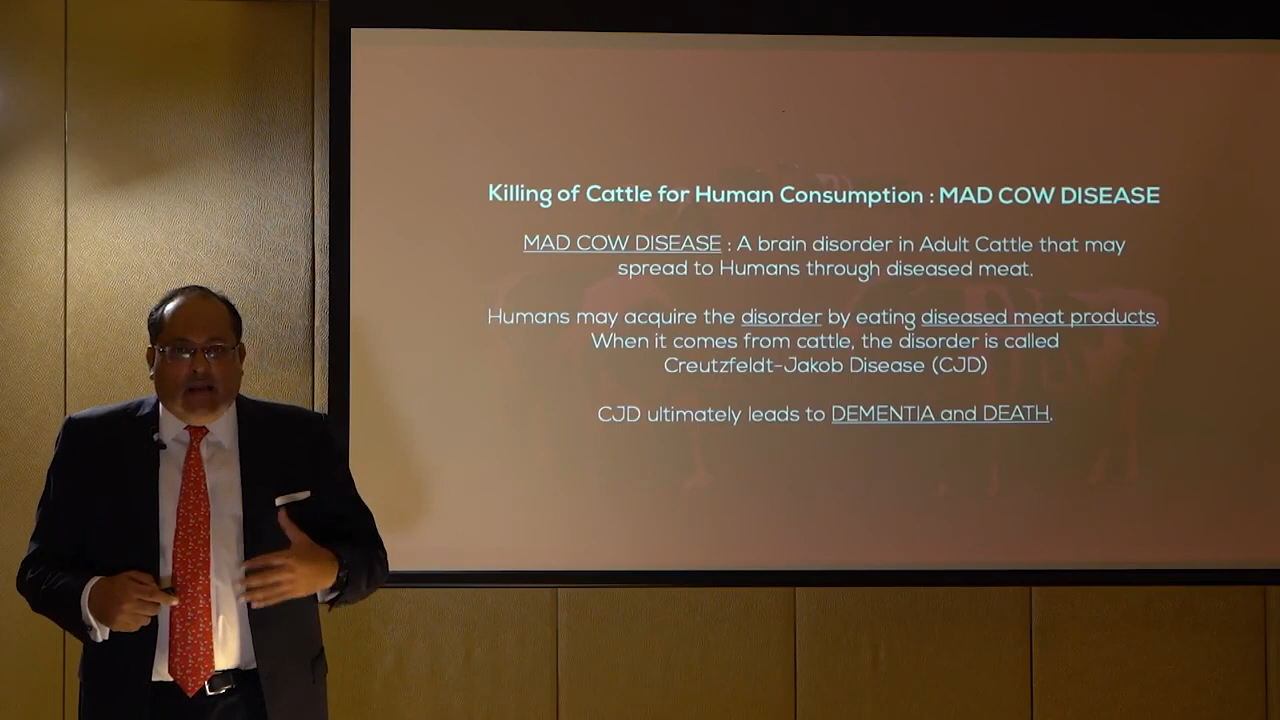 Killing of Cattle for Human Consumption : MAD COW DISEASE
MAD COW DISEASE : A brain disorder in Adult Cattle that may
spread to Humans through diseased meat.
Humans may acquire the disorder by eating diseased meat products.
When it comes from cattle, the disorder is called
Creutzfeldt-Jakob Disease (CJD)
CJD ultimately leads to DEMENTIA and DEATH.